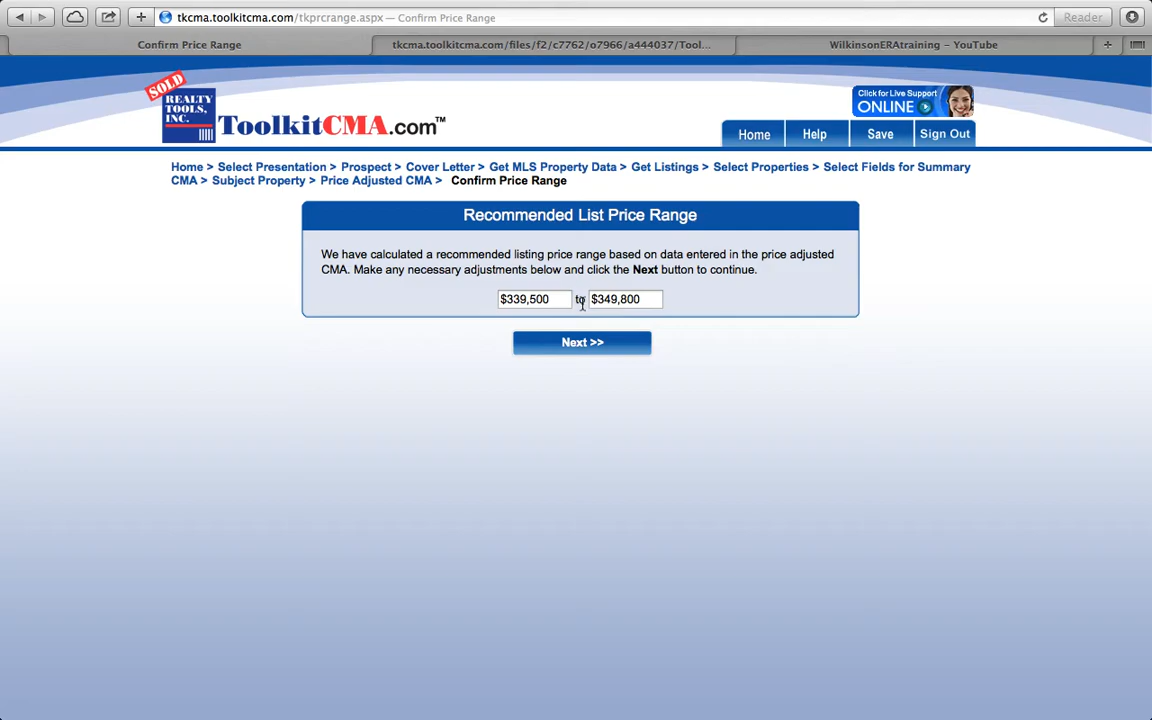 tkcma.toolkitcma.com/tkprcrange.aspx — Confirm Price Range
Reader
Confirm Price Range
tkcma.toolkitcma.com/files/f2/c7762/o7966/a444037/Tool...
WilkinsonERAtraining – YouTube
SOLD
REALTY
TOOLS,
INC.
ToolkitCMA.com™
Click for Live Support
ONLINE
Home
Help
Save
Sign Out
Home > Select Presentation > Prospect > Cover Letter > Get MLS Property Data > Get Listings > Select Properties > Select Fields for Summary
CMA > Subject Property > Price Adjusted CMA > Confirm Price Range
Recommended List Price Range
We have calculated a recommended listing price range based on data entered in the price adjusted
CMA. Make any necessary adjustments below and click the Next button to continue.
$339,500 to $349,800
Next >>